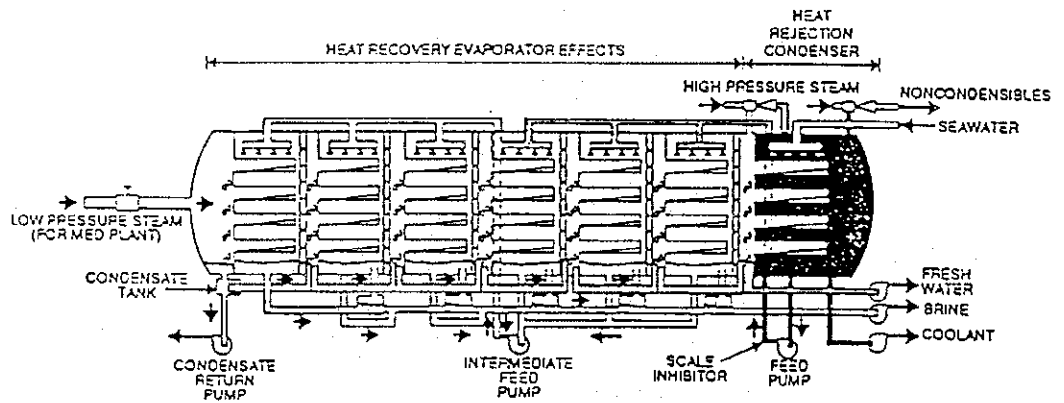 HEAT RECOVERY EVAPORATOR EFFECTS
HEAT
REJECTION
CONDENSER
HIGH PRESSURE STEAM
NONCONDENSIBLES
SEAWATER
LOW PRESSURE STEAM
(FOR MED PLANT)
CONDENSATE
TANK
FRESH
WATER
BRINE
COOLANT
CONDENSATE
RETURN
PUMP
INTERMEDIATE
FEED
PUMP
SCALE
INHIBITOR
FEED
PUMP